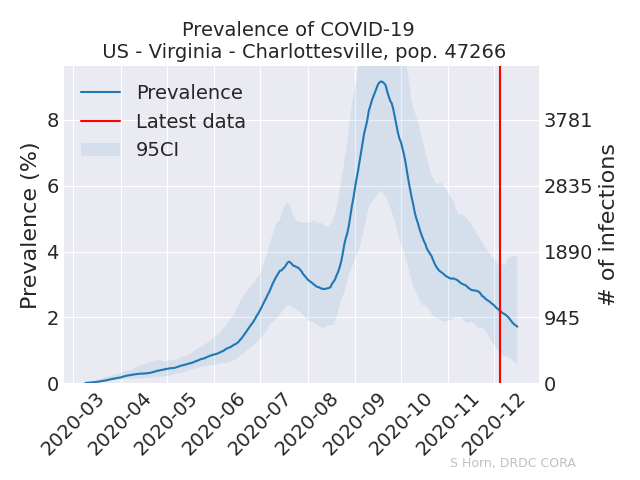 Prevalence of COVID-19
US - Virginia - Charlottesville, pop. 47266
Prevalence
Latest data
95CI
Prevalence (%)
8
6
4
2
0
3781
2835
1890
945
0
# of infections
2020-03
2020-04
2020-05
2020-06
2020-07
2020-08
2020-09
2020-10
2020-11
2020-12
S Horn, DRDC CORA